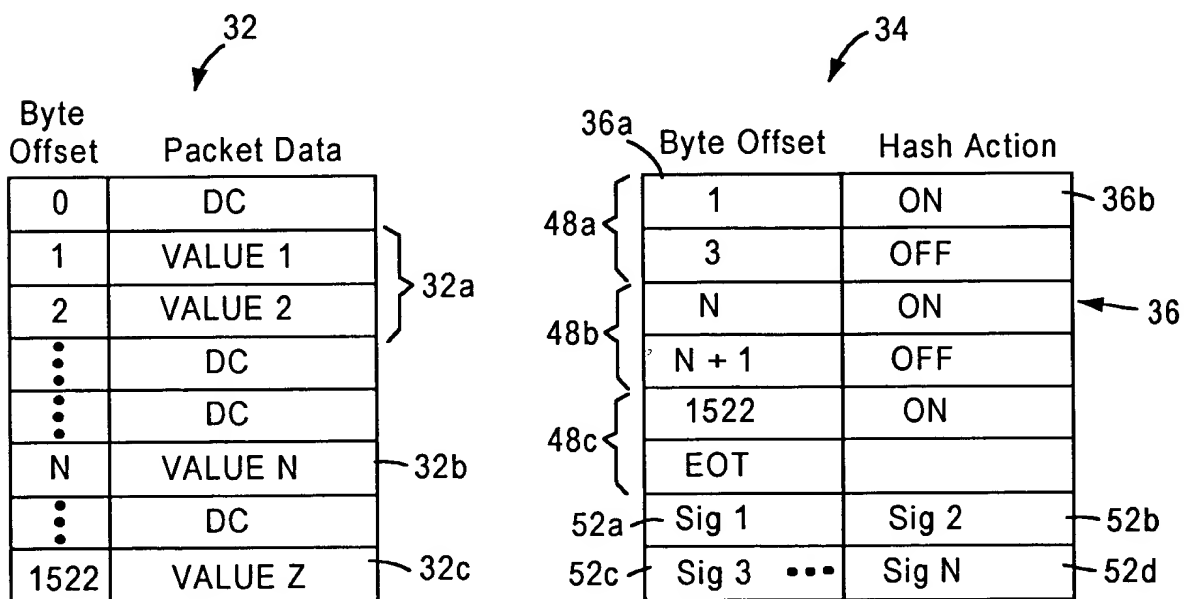 32
Byte
Offset Packet Data
0 DC
1 VALUE 1
2 VALUE 2
32a
DC
DC
N VALUE N
32b
DC
1522 VALUE Z
32c
34
36a
Byte Offset Hash Action
1 ON
36b
48a
3 OFF
N ON
36
48b
N + 1 OFF
1522 ON
48c
EOT
52a Sig 1 Sig 2 52b
52c Sig 3 ••• Sig N 52d